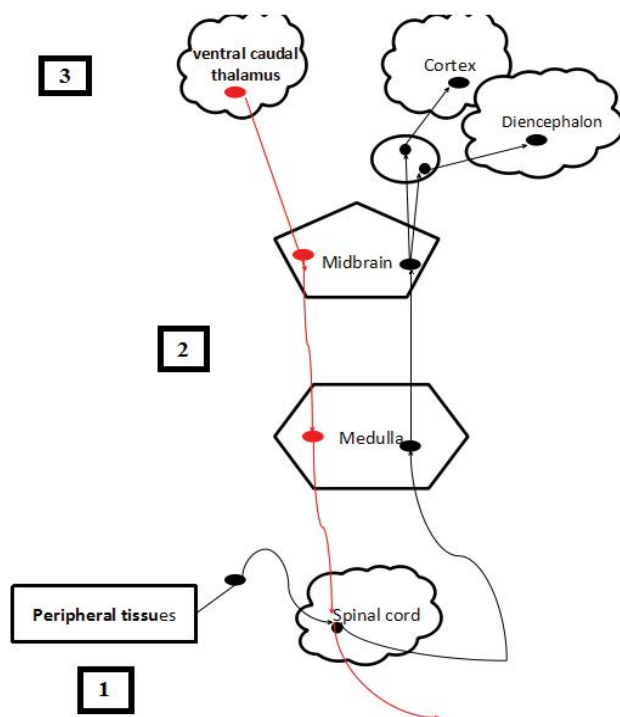 3
ventral caudal
thalamus
Cortex
Diencephalon
Midbrain
2
Medulla
Peripheral tissues
Spinal cord
1